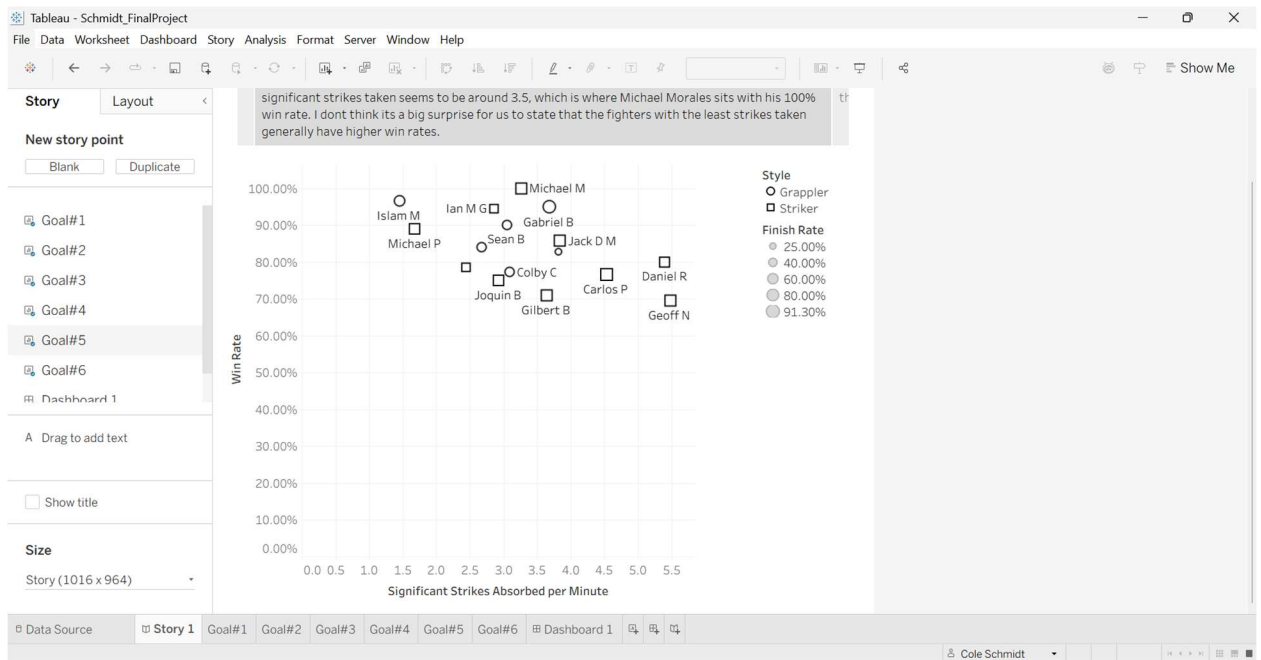 Tableau - Schmidt_FinalProject
File Data Worksheet Dashboard Story Analysis Format Server Window Help
Show Me
Story
Layout
New story point
Blank
Duplicate
Goal#1
Goal#2
Goal#3
Goal#4
Goal#5
Goal#6
Dashboard 1
A Drag to add text
Show title
Size
Story (1016 x 964)
significant strikes taken seems to be around 3.5, which is where Michael Morales sits with his 100%
win rate. I dont think its a big surprise for us to state that the fighters with the least strikes taken
generally have higher win rates.
th
100.00%
90.00%
80.00%
70.00%
60.00%
50.00%
40.00%
30.00%
20.00%
10.00%
0.00%
Win Rate
Michael M
Islam M
Ian M G
Gabriel B
Michael P
Sean B
Jack D M
Colby C
Daniel R
Joquin B
Carlos P
Gilbert B
Geoff N
0.0 0.5 1.0 1.5 2.0 2.5 3.0 3.5 4.0 4.5 5.0 5.5
Significant Strikes Absorbed per Minute
Style
Grappler
Striker
Finish Rate
25.00%
40.00%
60.00%
80.00%
91.30%
Data Source Story 1 Goal#1 Goal#2 Goal#3 Goal#4 Goal#5 Goal#6 Dashboard 1
Cole Schmidt